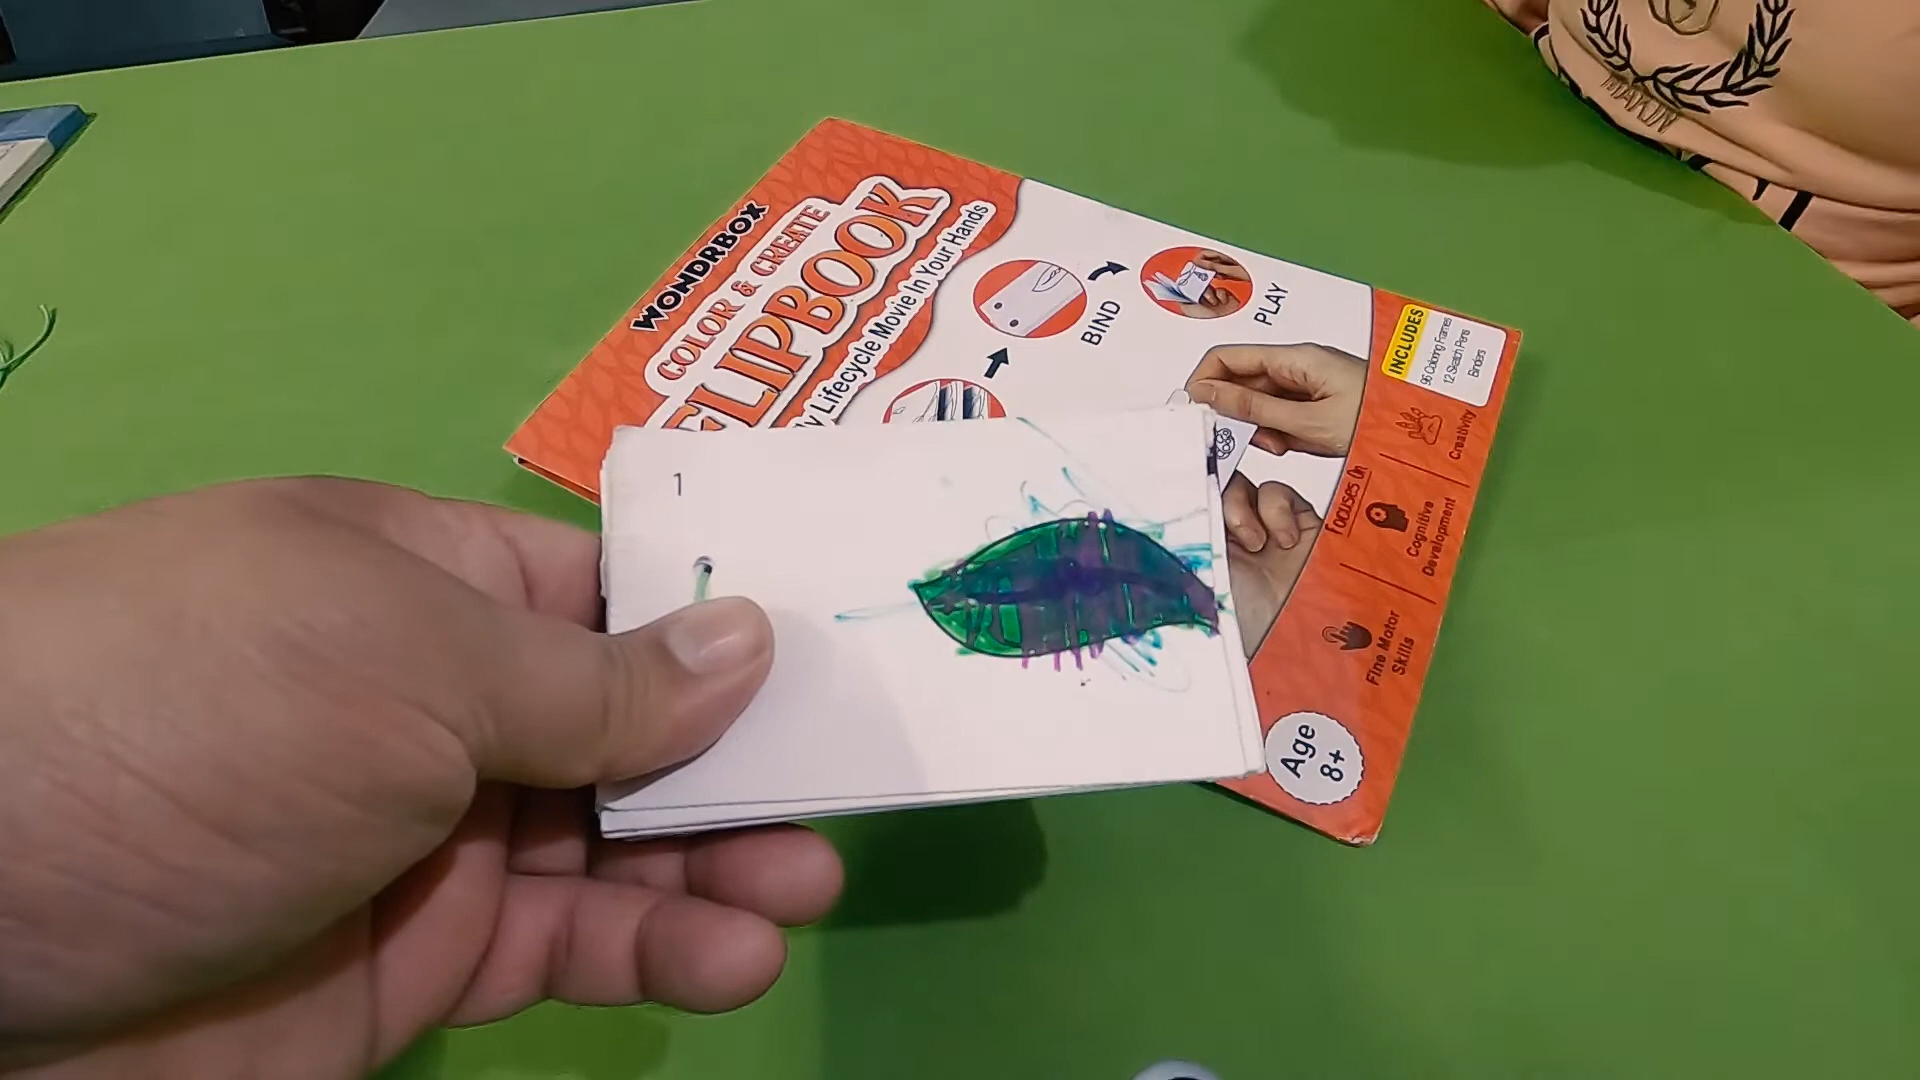 WONDRBOX
COLOR & CREATE
FLIPBOOK
Lifecycle Movie In Your Hands
BIND
PLAY
INCLUDES
96 Coloring Frames
12 Sketch Pens
Binders
Focuses On
Creativity
Cognitive
Development
Fine Motor
Skills
Age
8+
1